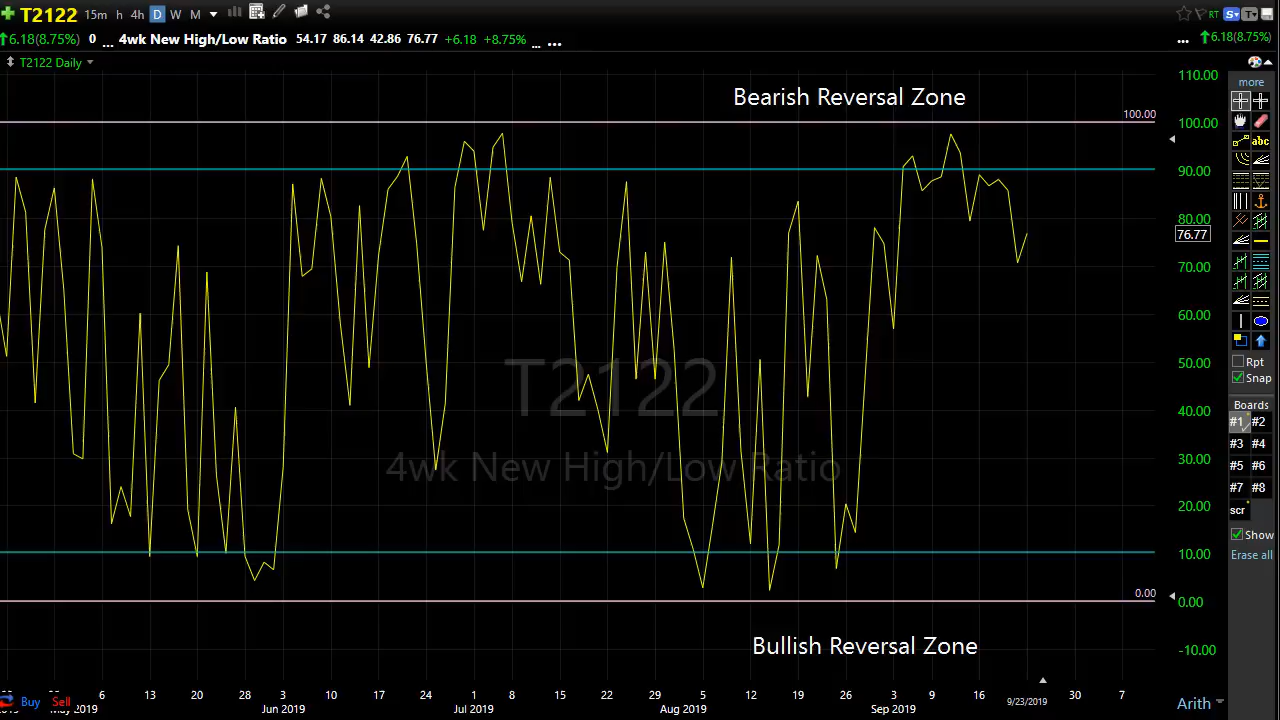 T2122 15m h 4h D W M RT S T
6.18(8.75%) 0 ... 4wk New High/Low Ratio 54.17 86.14 42.86 76.77 +6.18 +8.75% ... ... ... 6.18(8.75%)
T2122 Daily
more
Bearish Reversal Zone
110.00
100.00
100.00
abc
90.00
80.00
76.77
70.00
60.00
50.00
Rpt
Snap
T2122
40.00
Boards
#1 #2
#3 #4
4wk New High/Low Ratio
30.00
#5 #6
#7 #8
20.00
scr
Show
10.00
Erase all
0.00
0.00
Bullish Reversal Zone
-10.00
6 13 20 28 3 10 17 24 1 8 15 22 29 5 12 19 26 3 9 16 30 7
Buy Sell
9/23/2019
Arith
May 2019 Jun 2019 Jul 2019 Aug 2019 Sep 2019